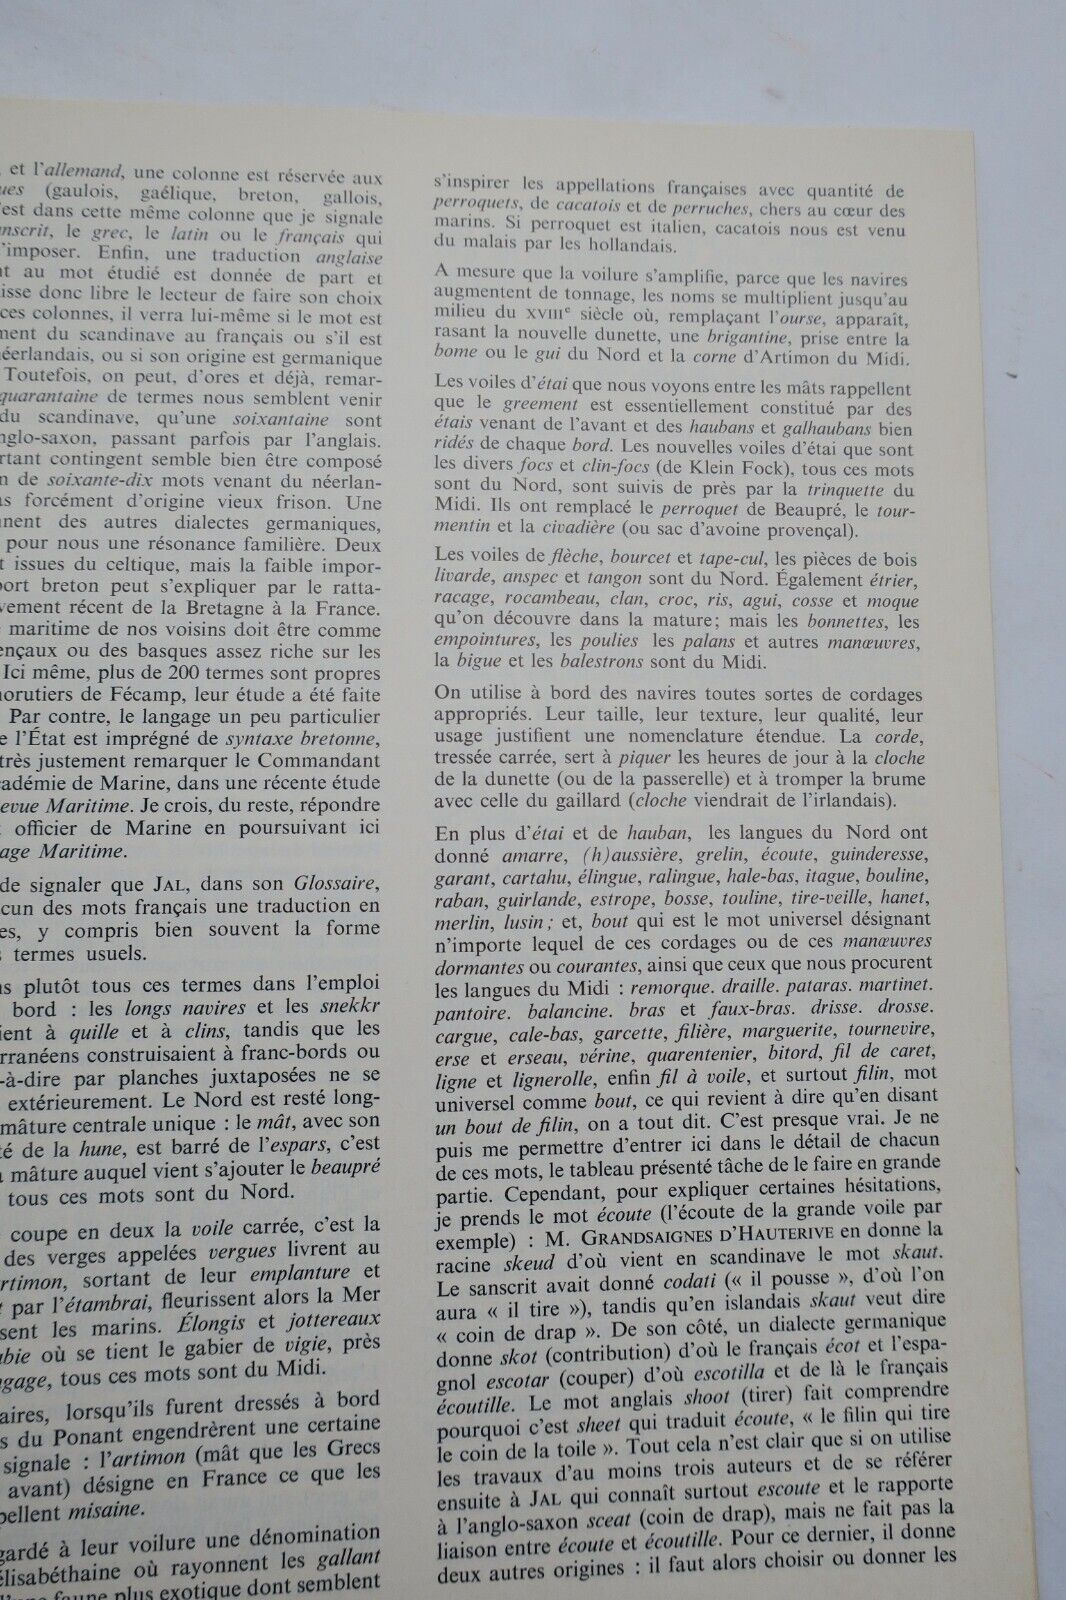 , et l'allemand, une colonne est réservée aux
ues (gaulois, gaélique, breton, gallois,
'est dans cette même colonne que je signale
nscrit, le grec, le latin ou le français qui
'imposer. Enfin, une traduction anglaise
nt au mot étudié est donnée de part et
isse donc libre le lecteur de faire son choix
ces colonnes, il verra lui-même si le mot est
ment du scandinave au français ou s'il est
éerlandais, ou si son origine est germanique
Toutefois, on peut, d'ores et déjà, remar-
quarantaine de termes nous semblent venir
du scandinave, qu'une soixantaine sont
nglo-saxon, passant parfois par l'anglais.
rtant contingent semble bien être composé
n de soixante-dix mots venant du néerlan-
as forcément d'origine vieux frison. Une
nnent des autres dialectes germaniques,
pour nous une résonance familière. Deux
t issues du celtique, mais la faible impor-
port breton peut s'expliquer par le ratta-
vement récent de la Bretagne à la France.
e maritime de nos voisins doit être comme
ençaux ou des basques assez riche sur les
Ici même, plus de 200 termes sont propres
norutiers de Fécamp, leur étude a été faite
Par contre, le langage un peu particulier
e l'État est imprégné de syntaxe bretonne,
très justement remarquer le Commandant
cadémie de Marine, dans une récente étude
evue Maritime. Je crois, du reste, répondre
t officier de Marine en poursuivant ici
age Maritime.
de signaler que JAL, dans son Glossaire,
cun des mots français une traduction en
es, y compris bien souvent la forme
s termes usuels.
ns plutôt tous ces termes dans l'emploi
bord : les longs navires et les snekkr
ient à quille et à clins, tandis que les
rranéens construisaient à franc-bords ou
-à-dire par planches juxtaposées ne se
extérieurement. Le Nord est resté long-
mâture centrale unique : le mât, avec son
té de la hune, est barré de l'espars, c'est
a mâture auquel vient s'ajouter le beaupré
tous ces mots sont du Nord.
coupe en deux la voile carrée, c'est la
des verges appelées vergues livrent au
artimon, sortant de leur emplanture et
t par l'étambrai, fleurissent alors la Mer
sent les marins. Élongis et jottereaux
abie où se tient le gabier de vigie, près
ngage, tous ces mots sont du Midi.
aires, lorsqu'ils furent dressés à bord
s du Ponant engendrèrent une certaine
signale : l'artimon (mât que les Grecs
avant) désigne en France ce que les
pellent misaine.
gardé à leur voilure une dénomination
élisabéthaine où rayonnent les gallant
l'une faune plus exotique dont semblent
s'inspirer les appellations françaises avec quantité de
perroquets, de cacatois et de perruches, chers au cœur des
marins. Si perroquet est italien, cacatois nous est venu
du malais par les hollandais.
A mesure que la voilure s'amplifie, parce que les navires
augmentent de tonnage, les noms se multiplient jusqu'au
milieu du XVIIIe siècle où, remplaçant l'ourse, apparaît,
rasant la nouvelle dunette, une brigantine, prise entre la
bome ou le gui du Nord et la corne d'Artimon du Midi.
Les voiles d'étai que nous voyons entre les mâts rappellent
que le greement est essentiellement constitué par des
étais venant de l'avant et des haubans et galhaubans bien
ridés de chaque bord. Les nouvelles voiles d'étai que sont
les divers focs et clin-focs (de Klein Fock), tous ces mots
sont du Nord, sont suivis de près par la trinquette du
Midi. Ils ont remplacé le perroquet de Beaupré, le tour-
mentin et la civadière (ou sac d'avoine provençal).
Les voiles de flèche, bourcet et tape-cul, les pièces de bois
livarde, anspec et tangon sont du Nord. Également étrier,
racage, rocambeau, clan, croc, ris, agui, cosse et moque
qu'on découvre dans la mature; mais les bonnettes, les
empointures, les poulies les palans et autres manœuvres,
la bigue et les balestrons sont du Midi.
On utilise à bord des navires toutes sortes de cordages
appropriés. Leur taille, leur texture, leur qualité, leur
usage justifient une nomenclature étendue. La corde,
tressée carrée, sert à piquer les heures de jour à la cloche
de la dunette (ou de la passerelle) et à tromper la brume
avec celle du gaillard (cloche viendrait de l'irlandais).
En plus d'étai et de hauban, les langues du Nord ont
donné amarre, (h)aussière, grelin, écoute, guinderesse,
garant, cartahu, élingue, ralingue, hale-bas, itague, bouline,
raban, guirlande, estrope, bosse, touline, tire-veille, hanet,
merlin, lusin; et, bout qui est le mot universel désignant
n'importe lequel de ces cordages ou de ces manœuvres
dormantes ou courantes, ainsi que ceux que nous procurent
les langues du Midi : remorque. draille. pataras. martinet.
pantoire. balancine. bras et faux-bras. drisse. drosse.
cargue, cale-bas, garcette, filière, marguerite, tournevire,
erse et erseau, vérine, quarentenier, bitord, fil de caret,
ligne et lignerolle, enfin fil à voile, et surtout filin, mot
universel comme bout, ce qui revient à dire qu'en disant
un bout de filin, on a tout dit. C'est presque vrai. Je ne
puis me permettre d'entrer ici dans le détail de chacun
de ces mots, le tableau présenté tâche de le faire en grande
partie. Cependant, pour expliquer certaines hésitations,
je prends le mot écoute (l'écoute de la grande voile par
exemple) : M. GRANDSAIGNES D'HAUTERIVE en donne la
racine skeud d'où vient en scandinave le mot skaut.
Le sanscrit avait donné codati (« il pousse », d'où l'on
aura « il tire »), tandis qu'en islandais skaut veut dire
« coin de drap ». De son côté, un dialecte germanique
donne skot (contribution) d'où le français écot et l'espa-
gnol escotar (couper) d'où escotilla et de là le français
écoutille. Le mot anglais shoot (tirer) fait comprendre
pourquoi c'est sheet qui traduit écoute, « le filin qui tire
le coin de la toile ». Tout cela n'est clair que si on utilise
les travaux d'au moins trois auteurs et de se référer
ensuite à JAL qui connaît surtout escoute et le rapporte
à l'anglo-saxon sceat (coin de drap), mais ne fait pas la
liaison entre écoute et écoutille. Pour ce dernier, il donne
deux autres origines : il faut alors choisir ou donner les